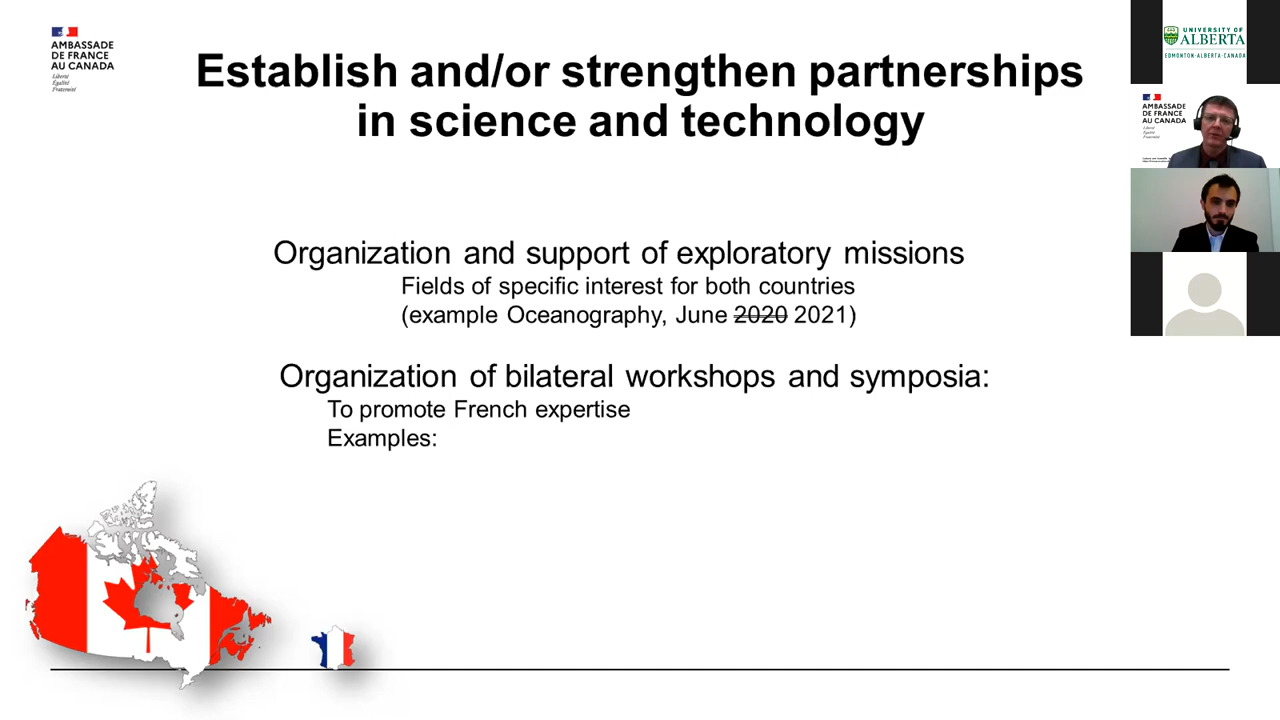 AMBASSADE
DE FRANCE
AU CANADA
Liberté
Égalité
Fraternité
Establish and/or strengthen partnerships
in science and technology
Organization and support of exploratory missions
Fields of specific interest for both countries
(example Oceanography, June 2020 2021)
Organization of bilateral workshops and symposia:
To promote French expertise
Examples:
UNIVERSITY OF
ALBERTA
EDMONTON·ALBERTA·CANADA
AMBASSADE
DE FRANCE
AU CANADA
Liberté
Égalité
Fraternité